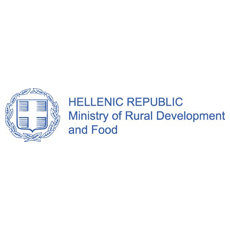 HELLENIC REPUBLIC
Ministry of Rural Development
and Food